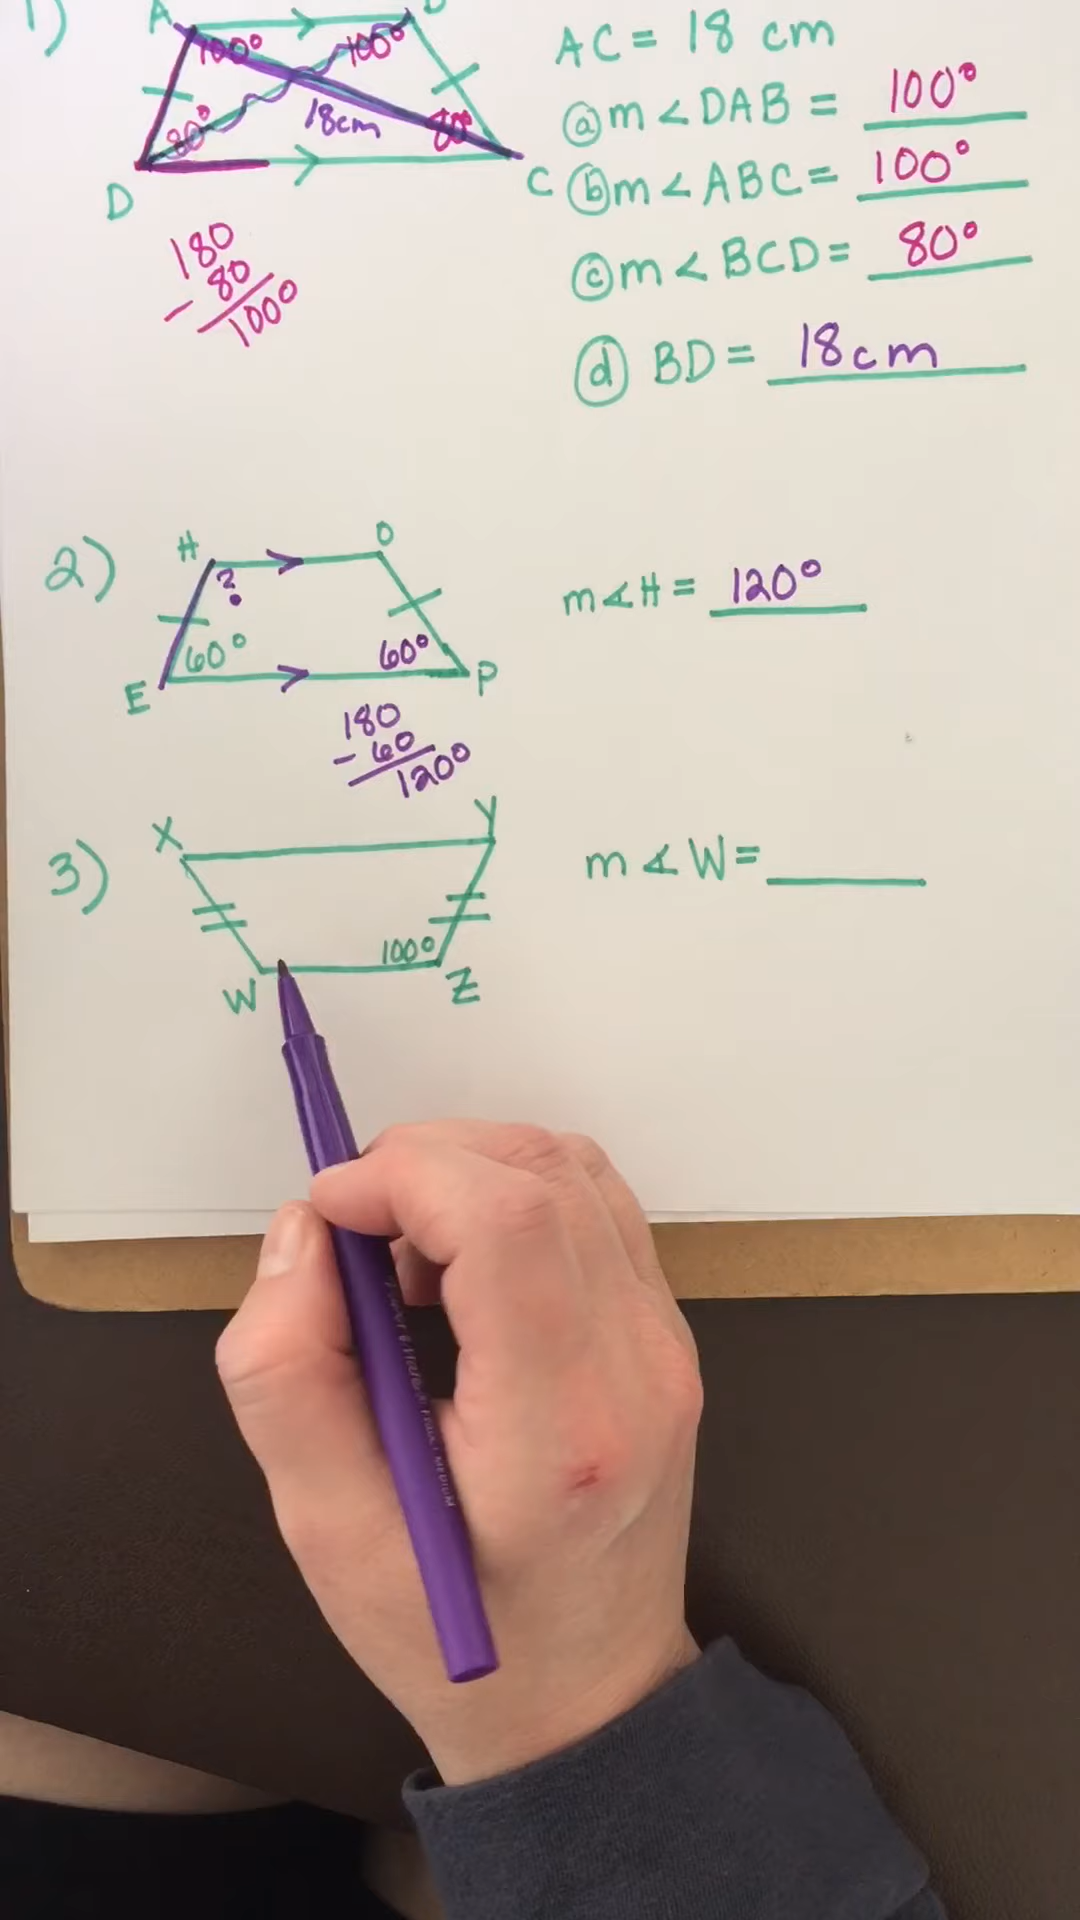 1)
A
100°
100°
80°
18cm
80°
D
C
180
- 80
100°
AC = 18 cm
ⓐ m∠DAB = 100°
ⓑ m∠ABC = 100°
ⓒ m∠BCD = 80°
ⓓ BD = 18cm
2)
H
O
?
60°
60°
E
P
180
- 60
120°
m∡H = 120°
3)
X
Y
100°
W
Z
m∡W =